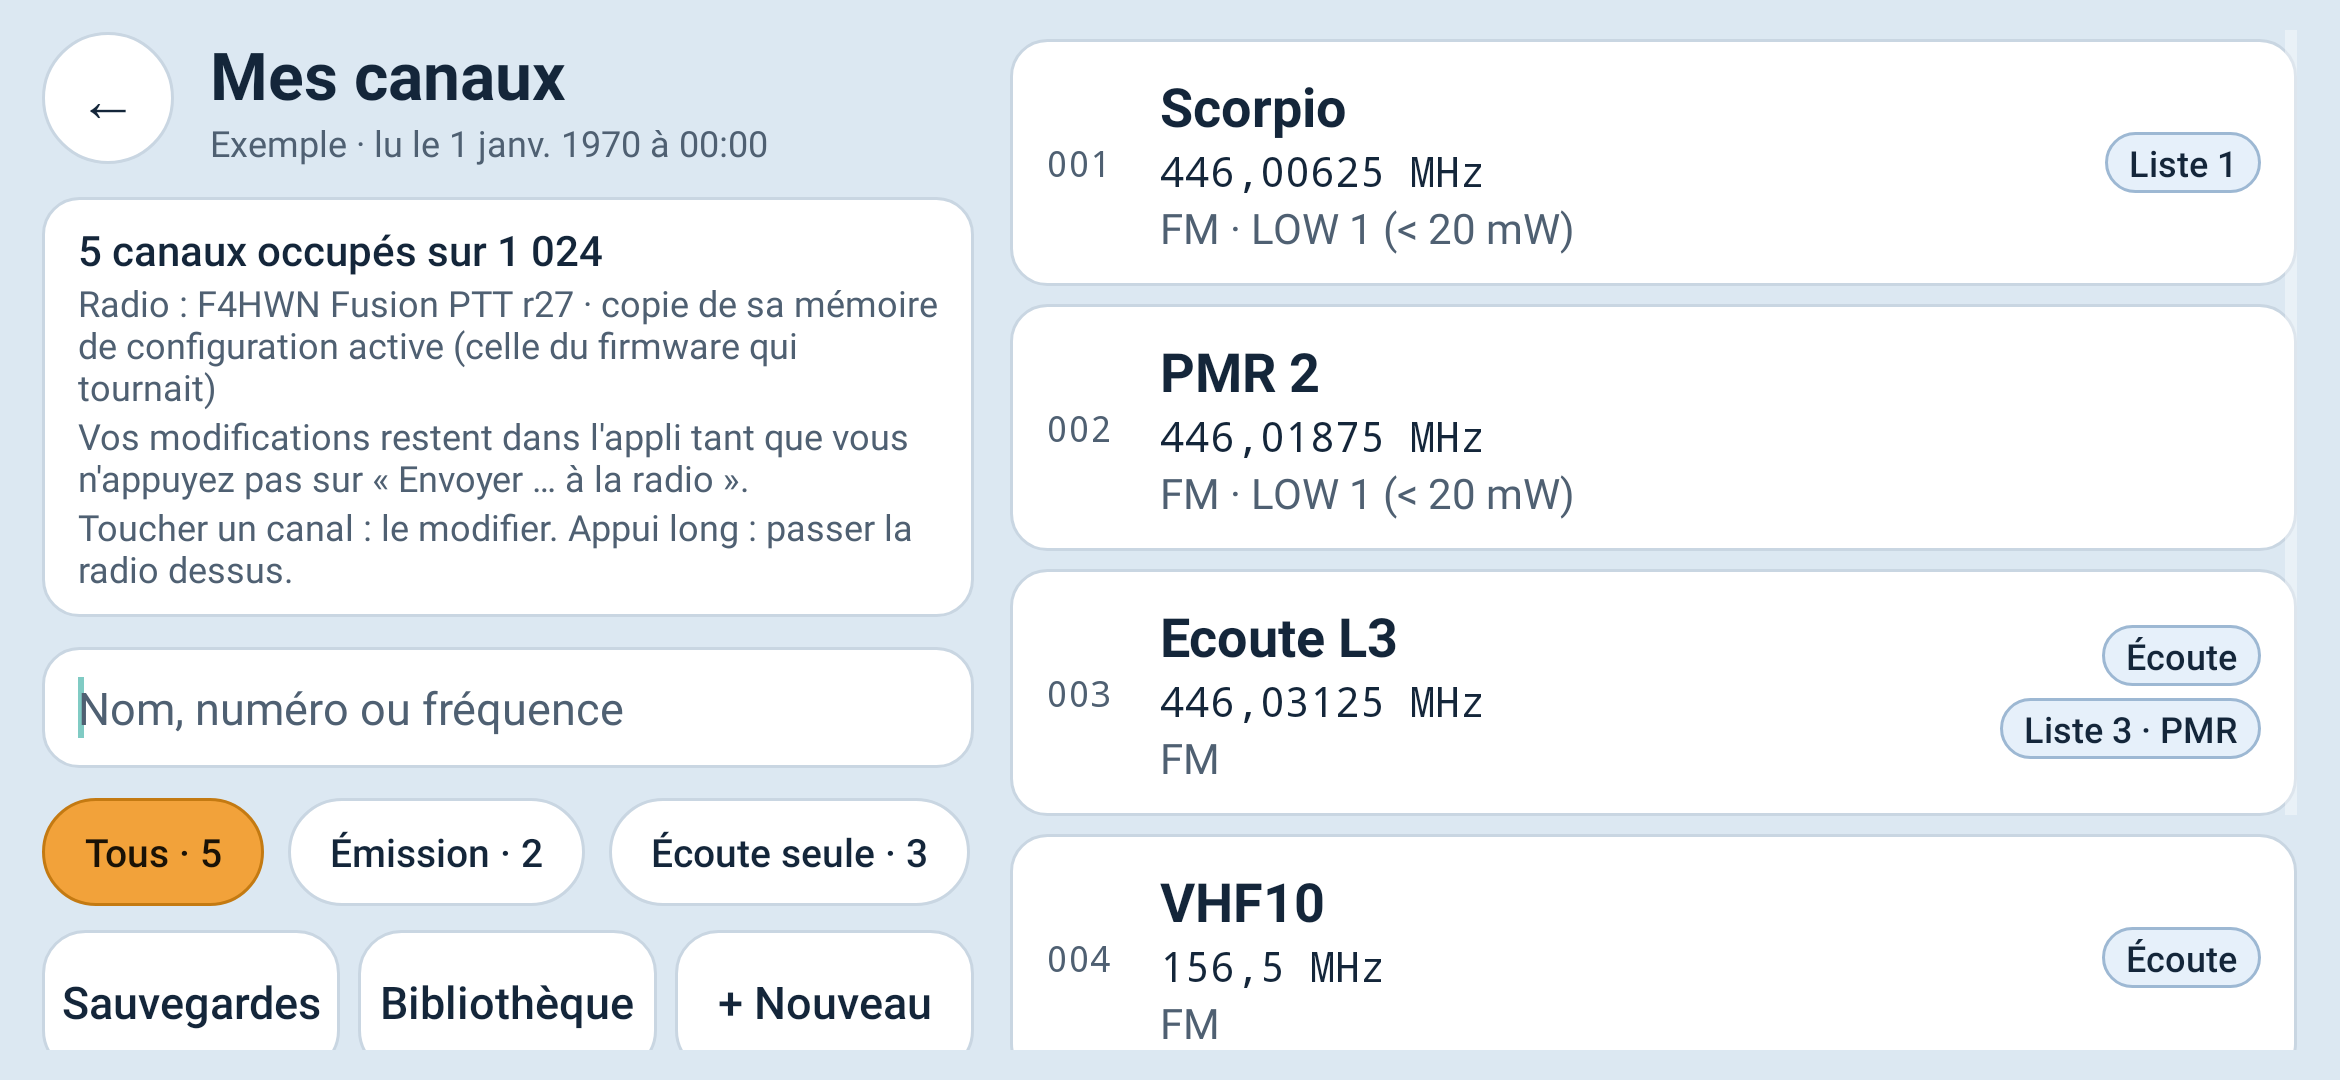 ←
Mes canaux
Exemple · lu le 1 janv. 1970 à 00:00
5 canaux occupés sur 1 024
Radio : F4HWN Fusion PTT r27 · copie de sa mémoire
de configuration active (celle du firmware qui
tournait)
Vos modifications restent dans l'appli tant que vous
n'appuyez pas sur « Envoyer … à la radio ».
Toucher un canal : le modifier. Appui long : passer la
radio dessus.
Nom, numéro ou fréquence
Tous · 5
Émission · 2
Écoute seule · 3
Sauvegardes
Bibliothèque
+ Nouveau
001
Scorpio
446,00625 MHz
FM · LOW 1 (< 20 mW)
Liste 1
002
PMR 2
446,01875 MHz
FM · LOW 1 (< 20 mW)
003
Ecoute L3
446,03125 MHz
FM
Écoute
Liste 3 · PMR
004
VHF10
156,5 MHz
FM
Écoute